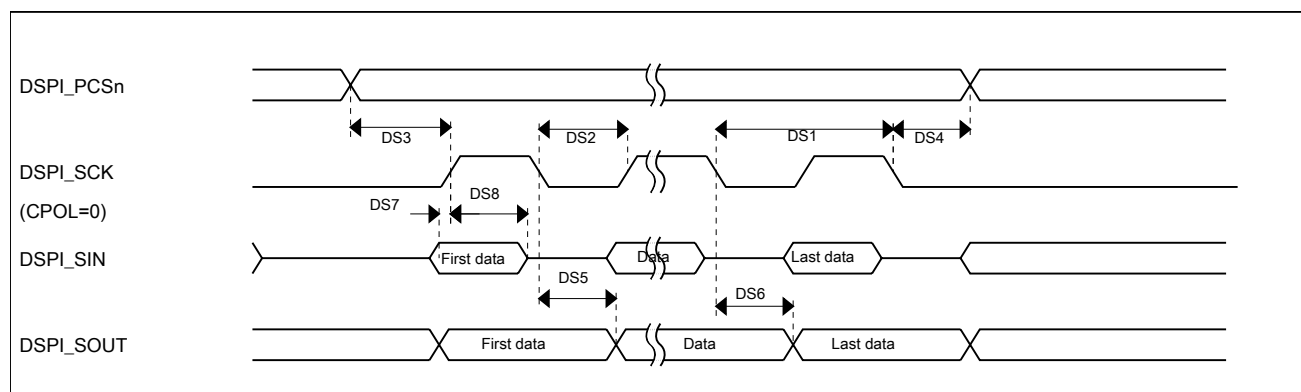 DSPI_PCSn
DS3
DS2
DS1
DS4
DSPI_SCK
(CPOL=0)
DS7
DS8
DSPI_SIN
First data
Data
Last data
DS5
DS6
DSPI_SOUT
First data
Data
Last data